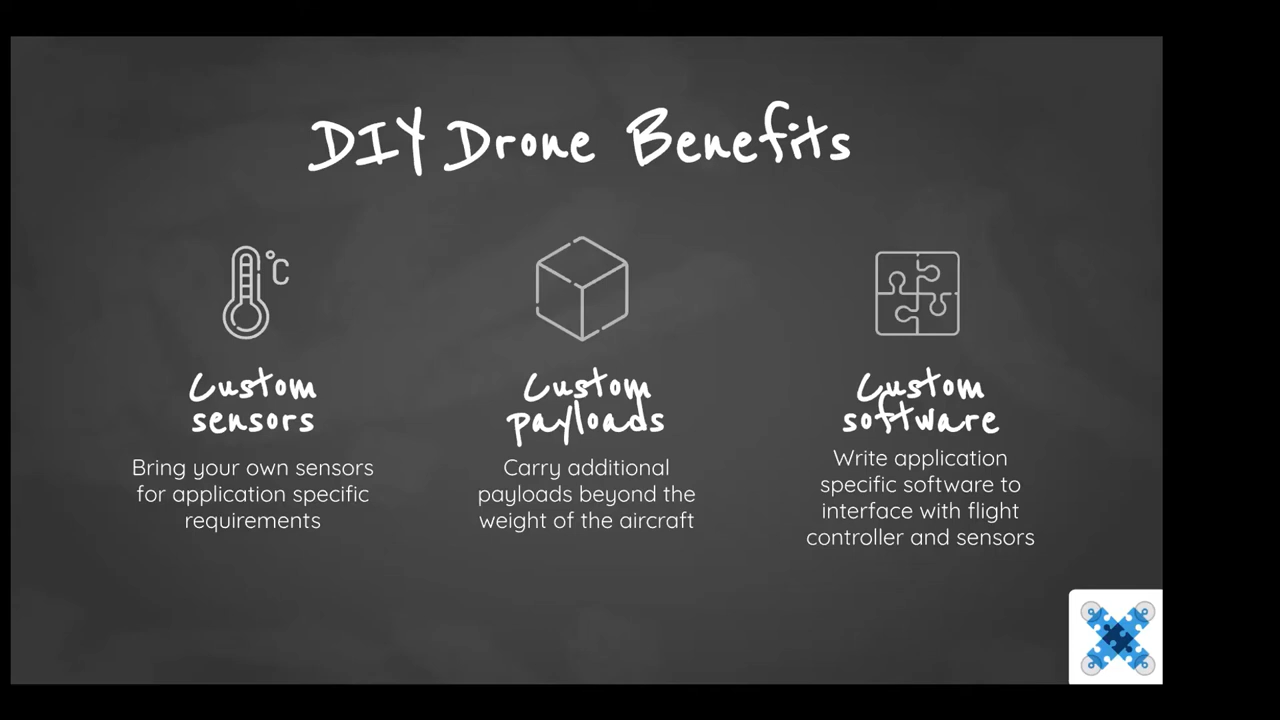 DIY Drone Benefits
°C
Custom
sensors
Bring your own sensors
for application specific
requirements
Custom
payloads
Carry additional
payloads beyond the
weight of the aircraft
Custom
software
Write application
specific software to
interface with flight
controller and sensors